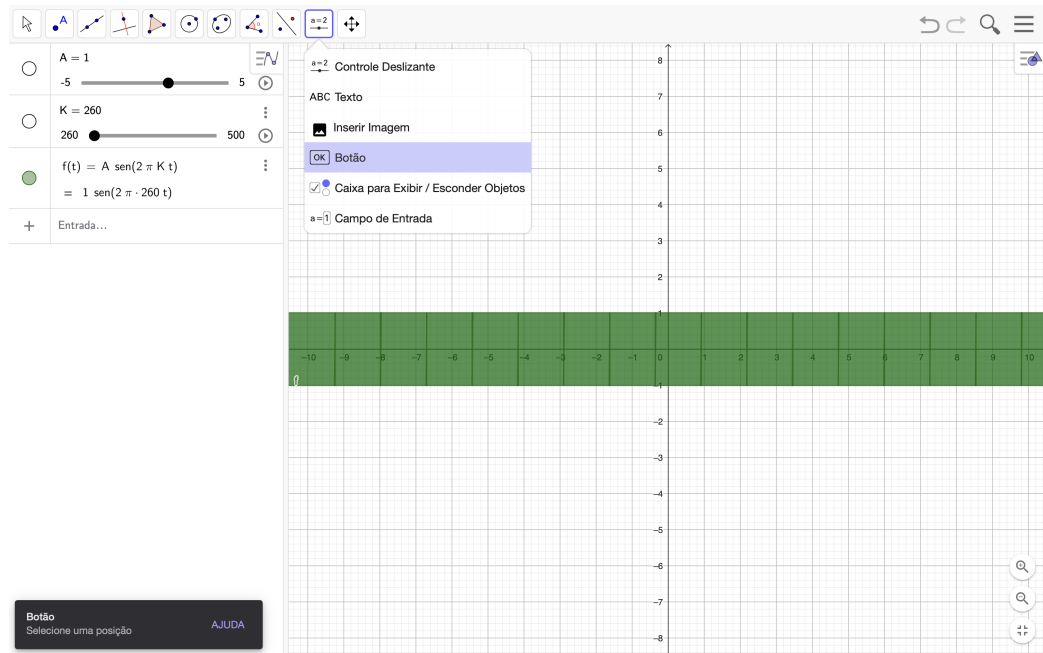 A
α
a=2
A = 1
-5
5
K = 260
260
500
f(t) = A sen(2 π K t)
= 1 sen(2 π · 260 t)
+ Entrada…
a=2 Controle Deslizante
ABC Texto
Inserir Imagem
OK Botão
Caixa para Exibir / Esconder Objetos
a=1 Campo de Entrada
8
7
6
5
4
3
2
1
–10 –9 –8 –7 –6 –5 –4 –3 –2 –1 0 1 2 3 4 5 6 7 8 9 10
–1
–2
–3
–4
–5
–6
–7
–8
Botão
Selecione uma posição
AJUDA